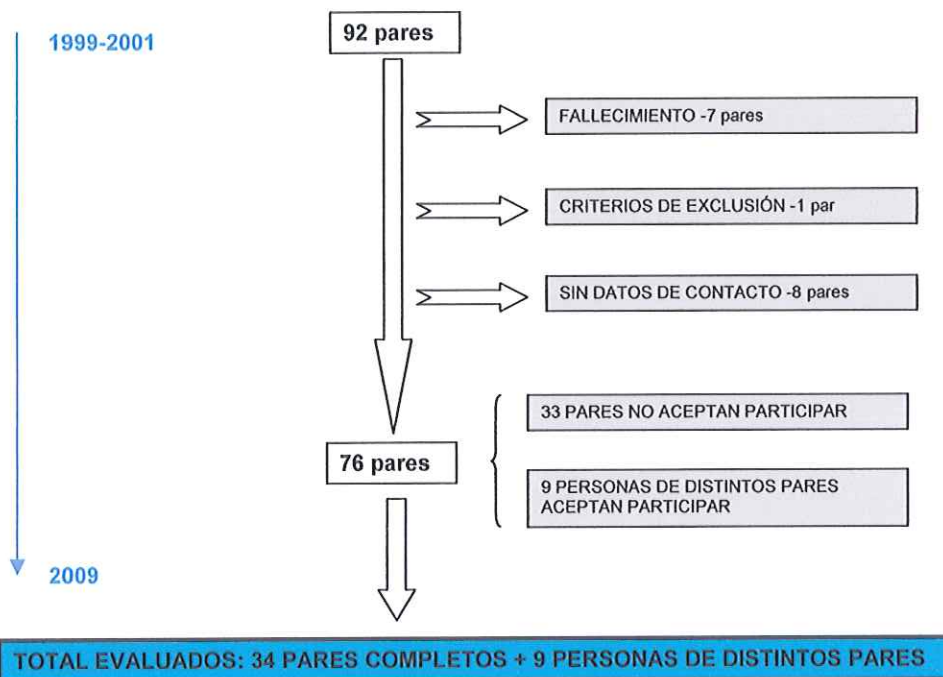 1999-2001
92 pares
FALLECIMIENTO -7 pares
CRITERIOS DE EXCLUSIÓN -1 par
SIN DATOS DE CONTACTO -8 pares
33 PARES NO ACEPTAN PARTICIPAR
76 pares
9 PERSONAS DE DISTINTOS PARES
ACEPTAN PARTICIPAR
2009
TOTAL EVALUADOS: 34 PARES COMPLETOS + 9 PERSONAS DE DISTINTOS PARES